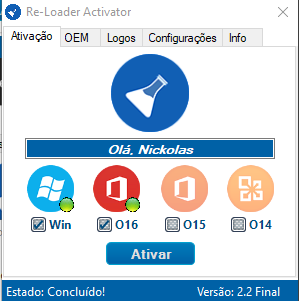 Re-Loader Activator
Ativação OEM Logos Configurações Info
Olá, Nickolas
Win O16 O15 O14
Ativar
Estado: Concluído! Versão: 2.2 Final